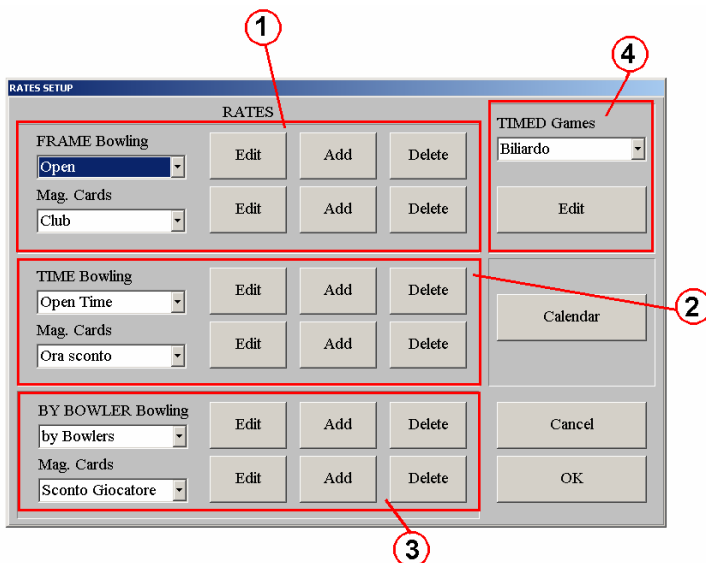 1
4
RATES SETUP
RATES
FRAME Bowling
Open
Edit
Add
Delete
Mag. Cards
Club
Edit
Add
Delete
TIMED Games
Biliardo
Edit
TIME Bowling
Open Time
Edit
Add
Delete
Mag. Cards
Ora sconto
Edit
Add
Delete
2
Calendar
BY BOWLER Bowling
by Bowlers
Edit
Add
Delete
Mag. Cards
Sconto Giocatore
Edit
Add
Delete
Cancel
OK
3